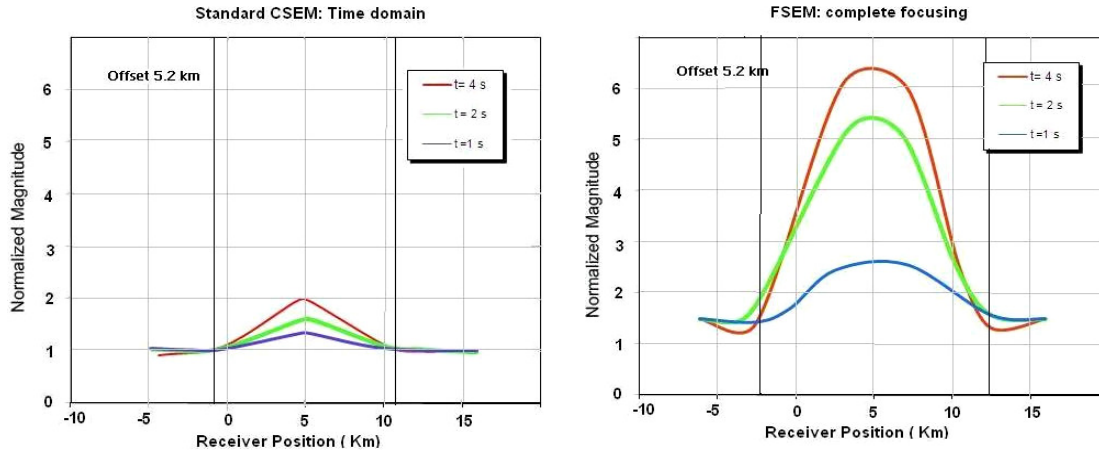 Standard CSEM: Time domain
Offset 5.2 km
t= 4 s
t = 2 s
t =1 s
Normalized Magnitude
6
5
4
3
2
1
0
-10
-5
0
5
10
15
Receiver Position ( Km)
FSEM: complete focusing
Offset 5.2 km
t= 4 s
t= 2 s
t=1 s
Normalized Magnitude
6
5
4
3
2
1
0
-10
-5
0
5
10
15
Receiver Position ( Km)